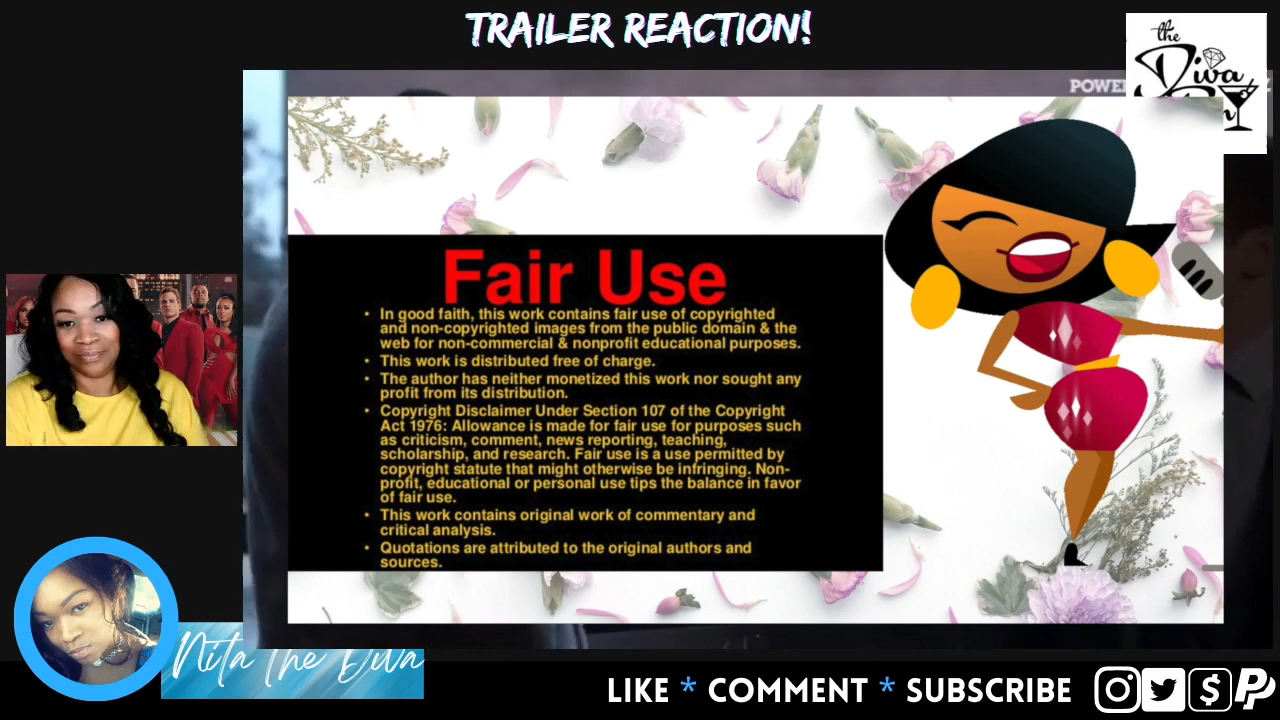 TRAILER REACTION!
the
Diva
POWE
Fair Use
• In good faith, this work contains fair use of copyrighted
and non-copyrighted images from the public domain & the
web for non-commercial & nonprofit educational purposes.
• This work is distributed free of charge.
• The author has neither monetized this work nor sought any
profit from its distribution.
• Copyright Disclaimer Under Section 107 of the Copyright
Act 1976: Allowance is made for fair use for purposes such
as criticism, comment, news reporting, teaching,
scholarship, and research. Fair use is a use permitted by
copyright statute that might otherwise be infringing. Non-
profit, educational or personal use tips the balance in favor
of fair use.
• This work contains original work of commentary and
critical analysis.
• Quotations are attributed to the original authors and
sources.
Nita The Diva
LIKE * COMMENT * SUBSCRIBE